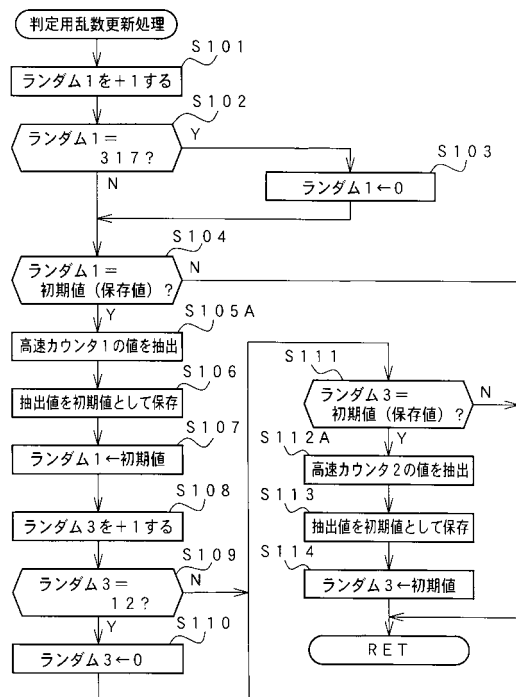 判定用乱数更新処理
S101
ランダム1を+1する
S102
ランダム1=
317?
Y
N
S103
ランダム1←0
S104
ランダム1=
初期値(保存値)?
N
Y
S105A
高速カウンタ1の値を抽出
S106
抽出値を初期値として保存
S107
ランダム1←初期値
S108
ランダム3を+1する
S109
ランダム3=
12?
N
Y
S110
ランダム3←0
S111
ランダム3=
初期値(保存値)?
N
Y
S112A
高速カウンタ2の値を抽出
S113
抽出値を初期値として保存
S114
ランダム3←初期値
RET